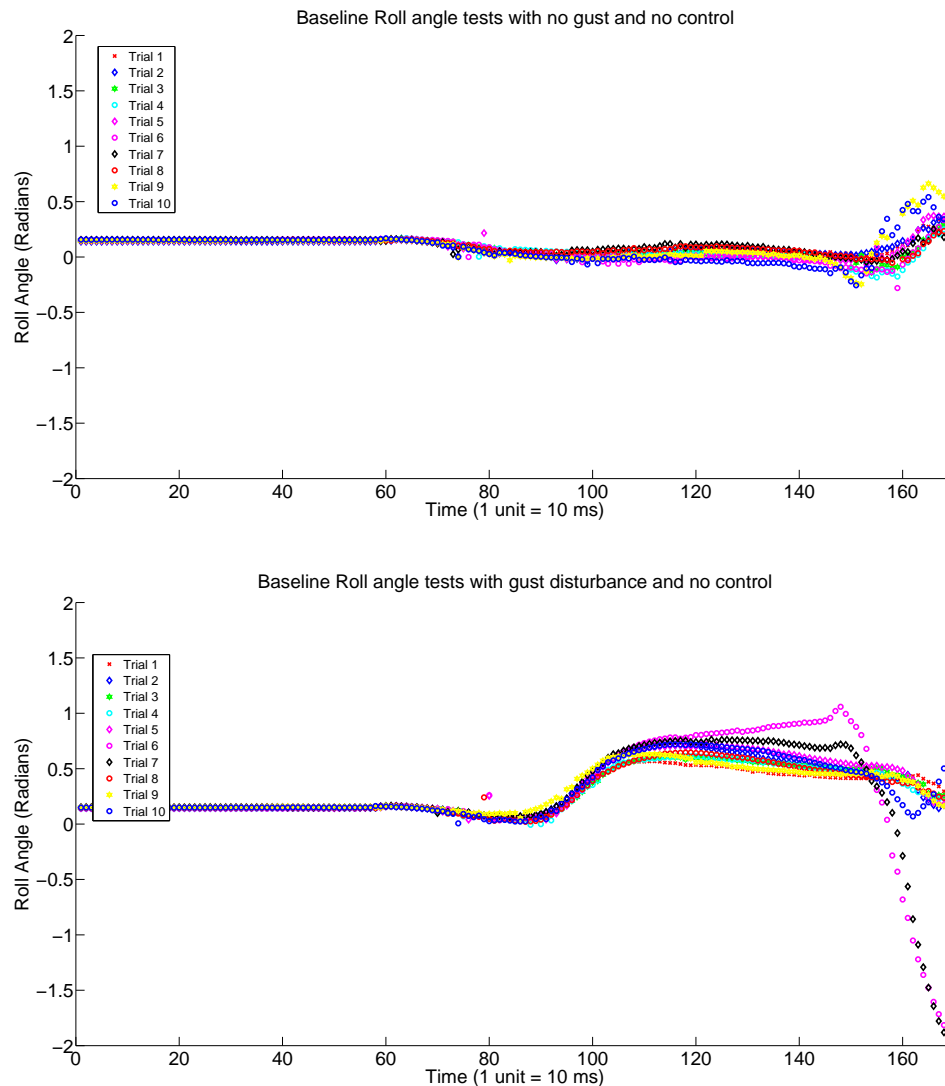 Baseline Roll angle tests with no gust and no control
2
1.5
1
0.5
0
−0.5
−1
−1.5
−2
Roll Angle (Radians)
Trial 1
Trial 2
Trial 3
Trial 4
Trial 5
Trial 6
Trial 7
Trial 8
Trial 9
Trial 10
0 20 40 60 80 100 120 140 160
Time (1 unit = 10 ms)
Baseline Roll angle tests with gust disturbance and no control
2
1.5
1
0.5
0
−0.5
−1
−1.5
−2
Roll Angle (Radians)
Trial 1
Trial 2
Trial 3
Trial 4
Trial 5
Trial 6
Trial 7
Trial 8
Trial 9
Trial 10
0 20 40 60 80 100 120 140 160
Time (1 unit = 10 ms)